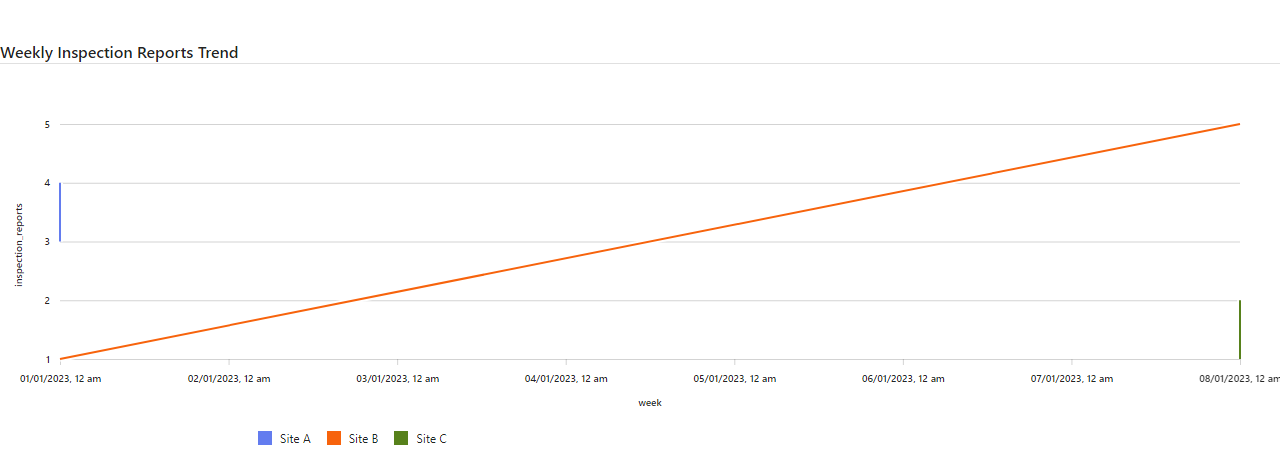 Weekly Inspection Reports Trend
5
4
3
2
1
inspection_reports
01/01/2023, 12 am 02/01/2023, 12 am 03/01/2023, 12 am 04/01/2023, 12 am 05/01/2023, 12 am 06/01/2023, 12 am 07/01/2023, 12 am 08/01/2023, 12 am
week
Site A Site B Site C